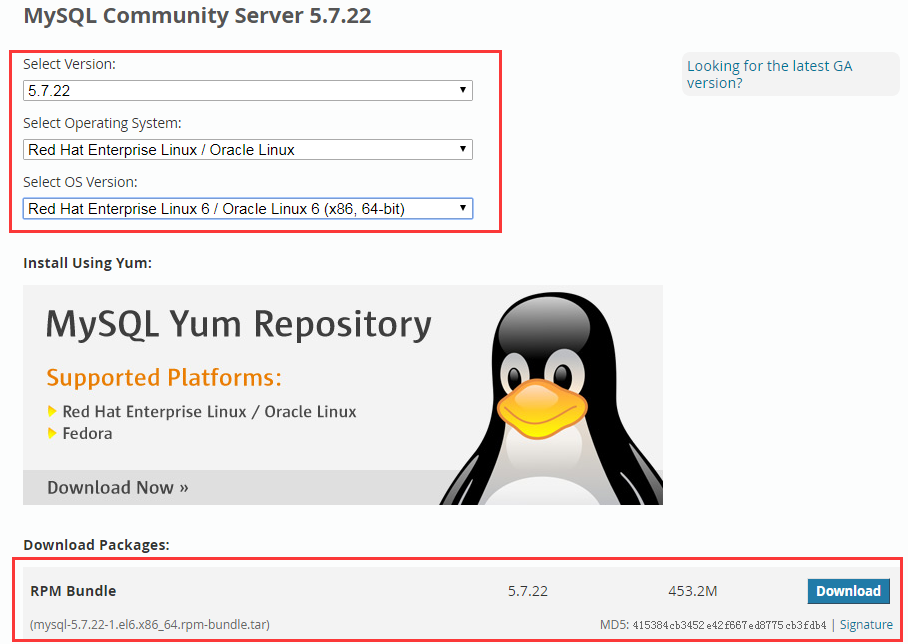 MySQL Community Server 5.7.22
Select Version:
5.7.22
Looking for the latest GA
version?
Select Operating System:
Red Hat Enterprise Linux / Oracle Linux
Select OS Version:
Red Hat Enterprise Linux 6 / Oracle Linux 6 (x86, 64-bit)
Install Using Yum:
MySQL Yum Repository
Supported Platforms:
Red Hat Enterprise Linux / Oracle Linux
Fedora
Download Now »
Download Packages:
RPM Bundle 5.7.22 453.2M Download
(mysql-5.7.22-1.el6.x86_64.rpm-bundle.tar) MD5: 415384cb3452e42f667ed8775cb3fdb4 | Signature